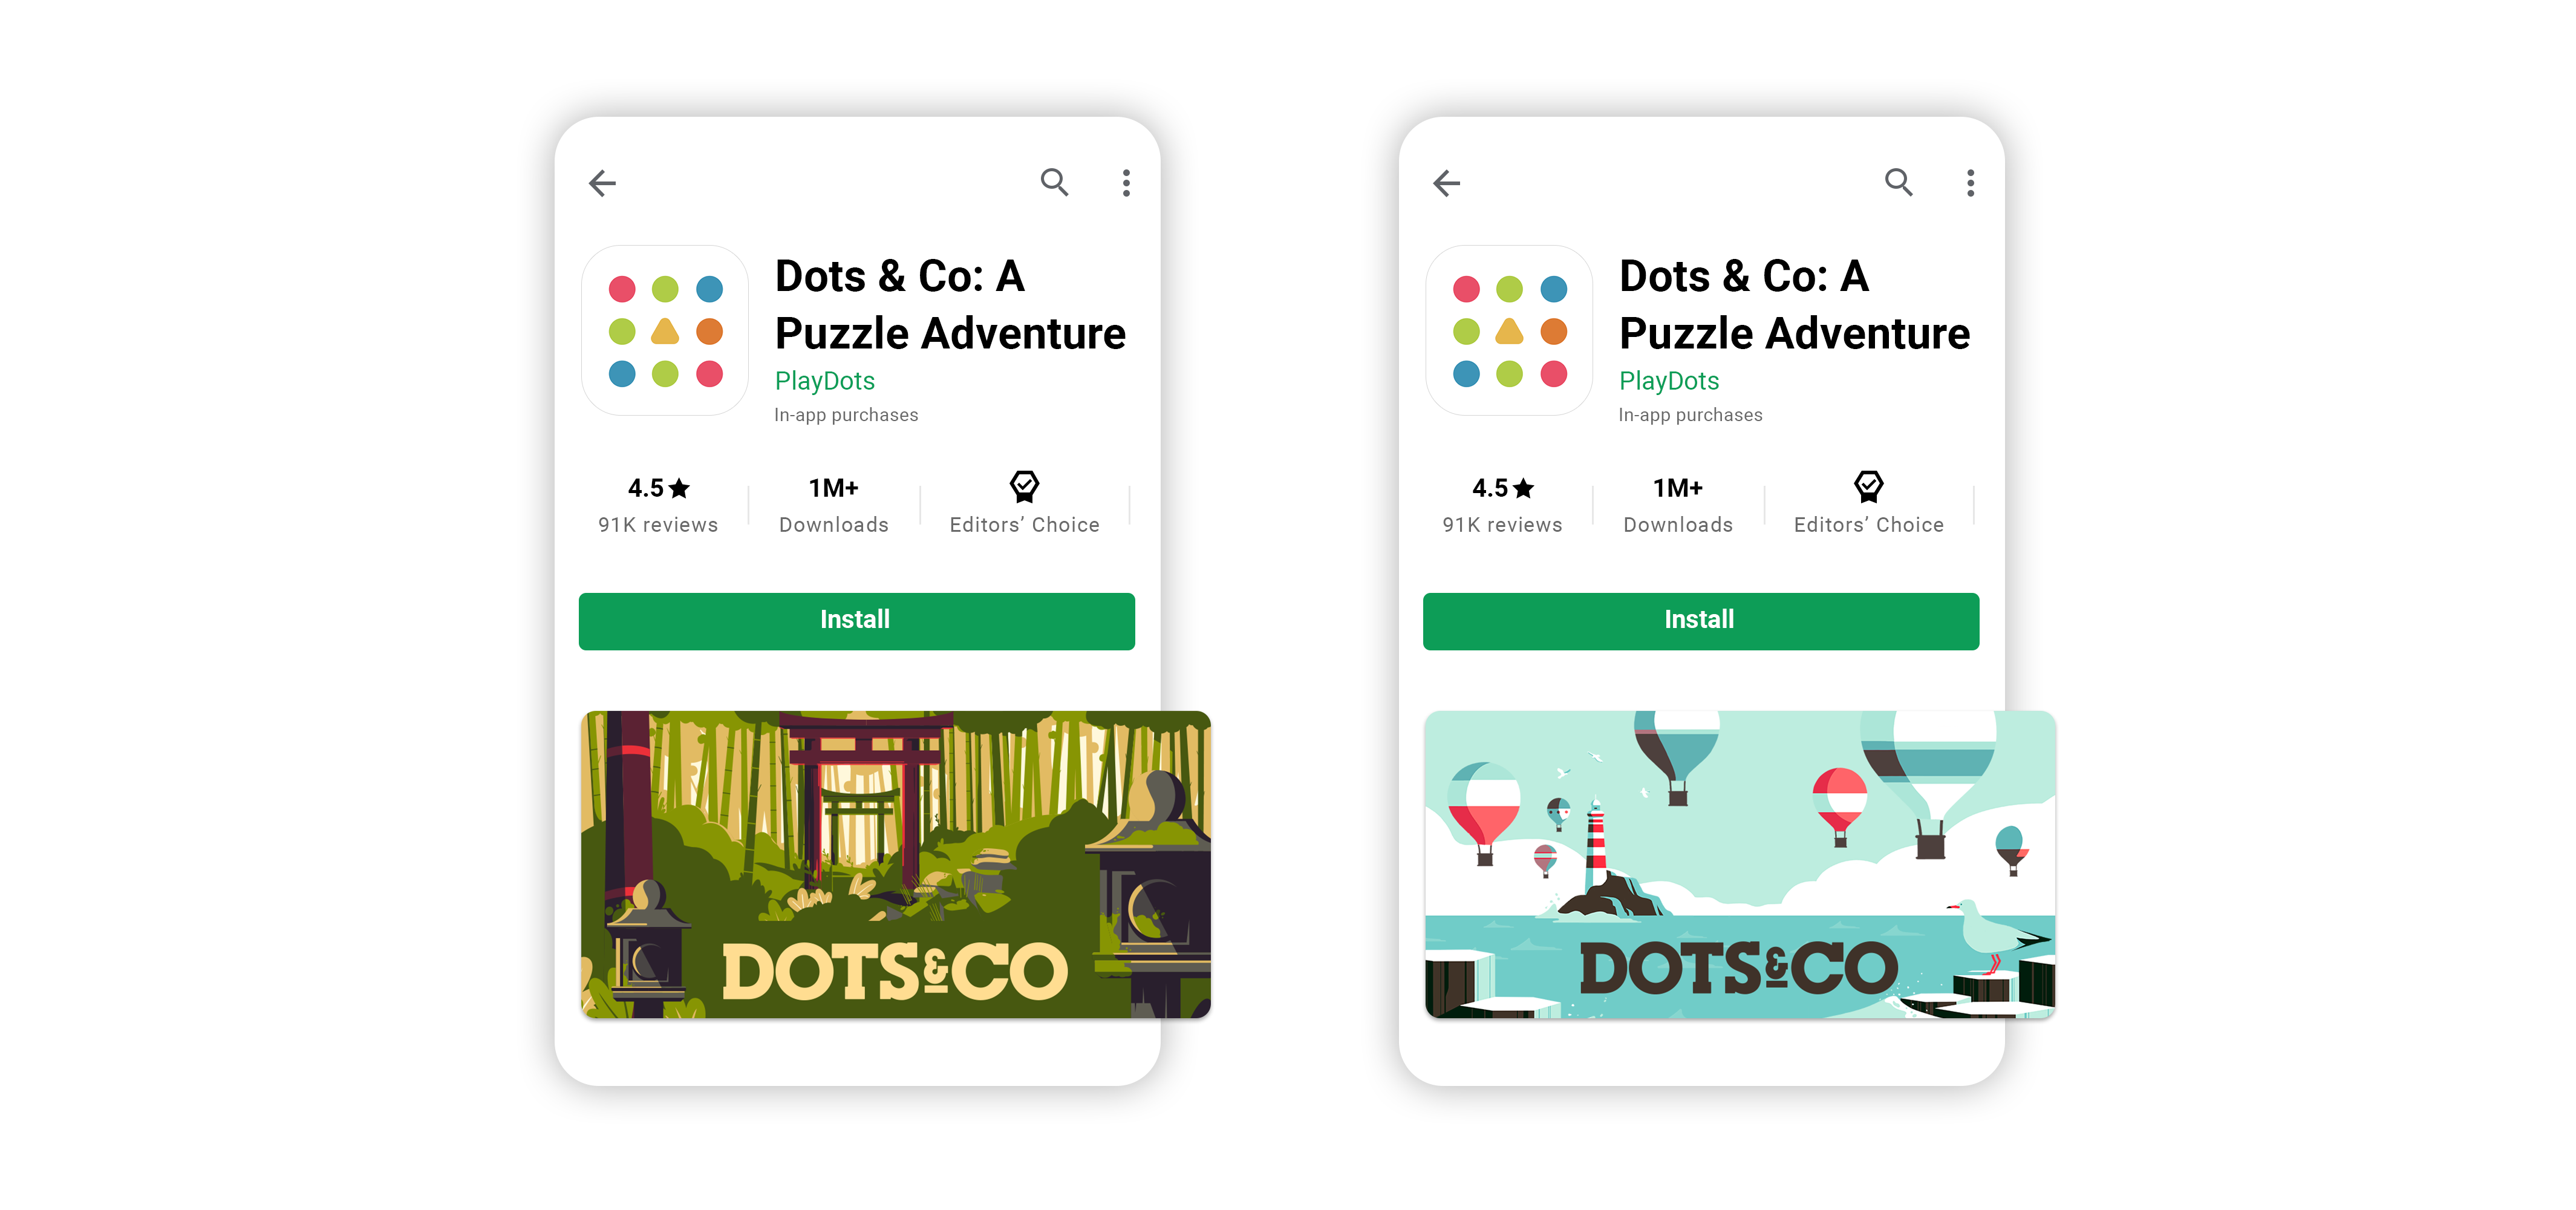 Dots & Co: A
Puzzle Adventure
PlayDots
In-app purchases
4.5★
1M+
91K reviews
Downloads
Editors’ Choice
Install
DOTS&CO
Dots & Co: A
Puzzle Adventure
PlayDots
In-app purchases
4.5★
1M+
91K reviews
Downloads
Editors’ Choice
Install
DOTS&CO